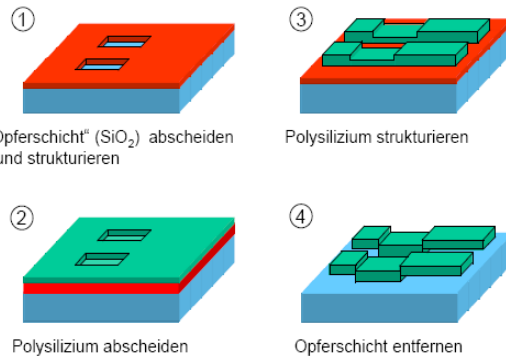 1
Opferschicht“ (SiO₂) abscheiden
und strukturieren
2
Polysilizium abscheiden
3
Polysilizium strukturieren
4
Opferschicht entfernen